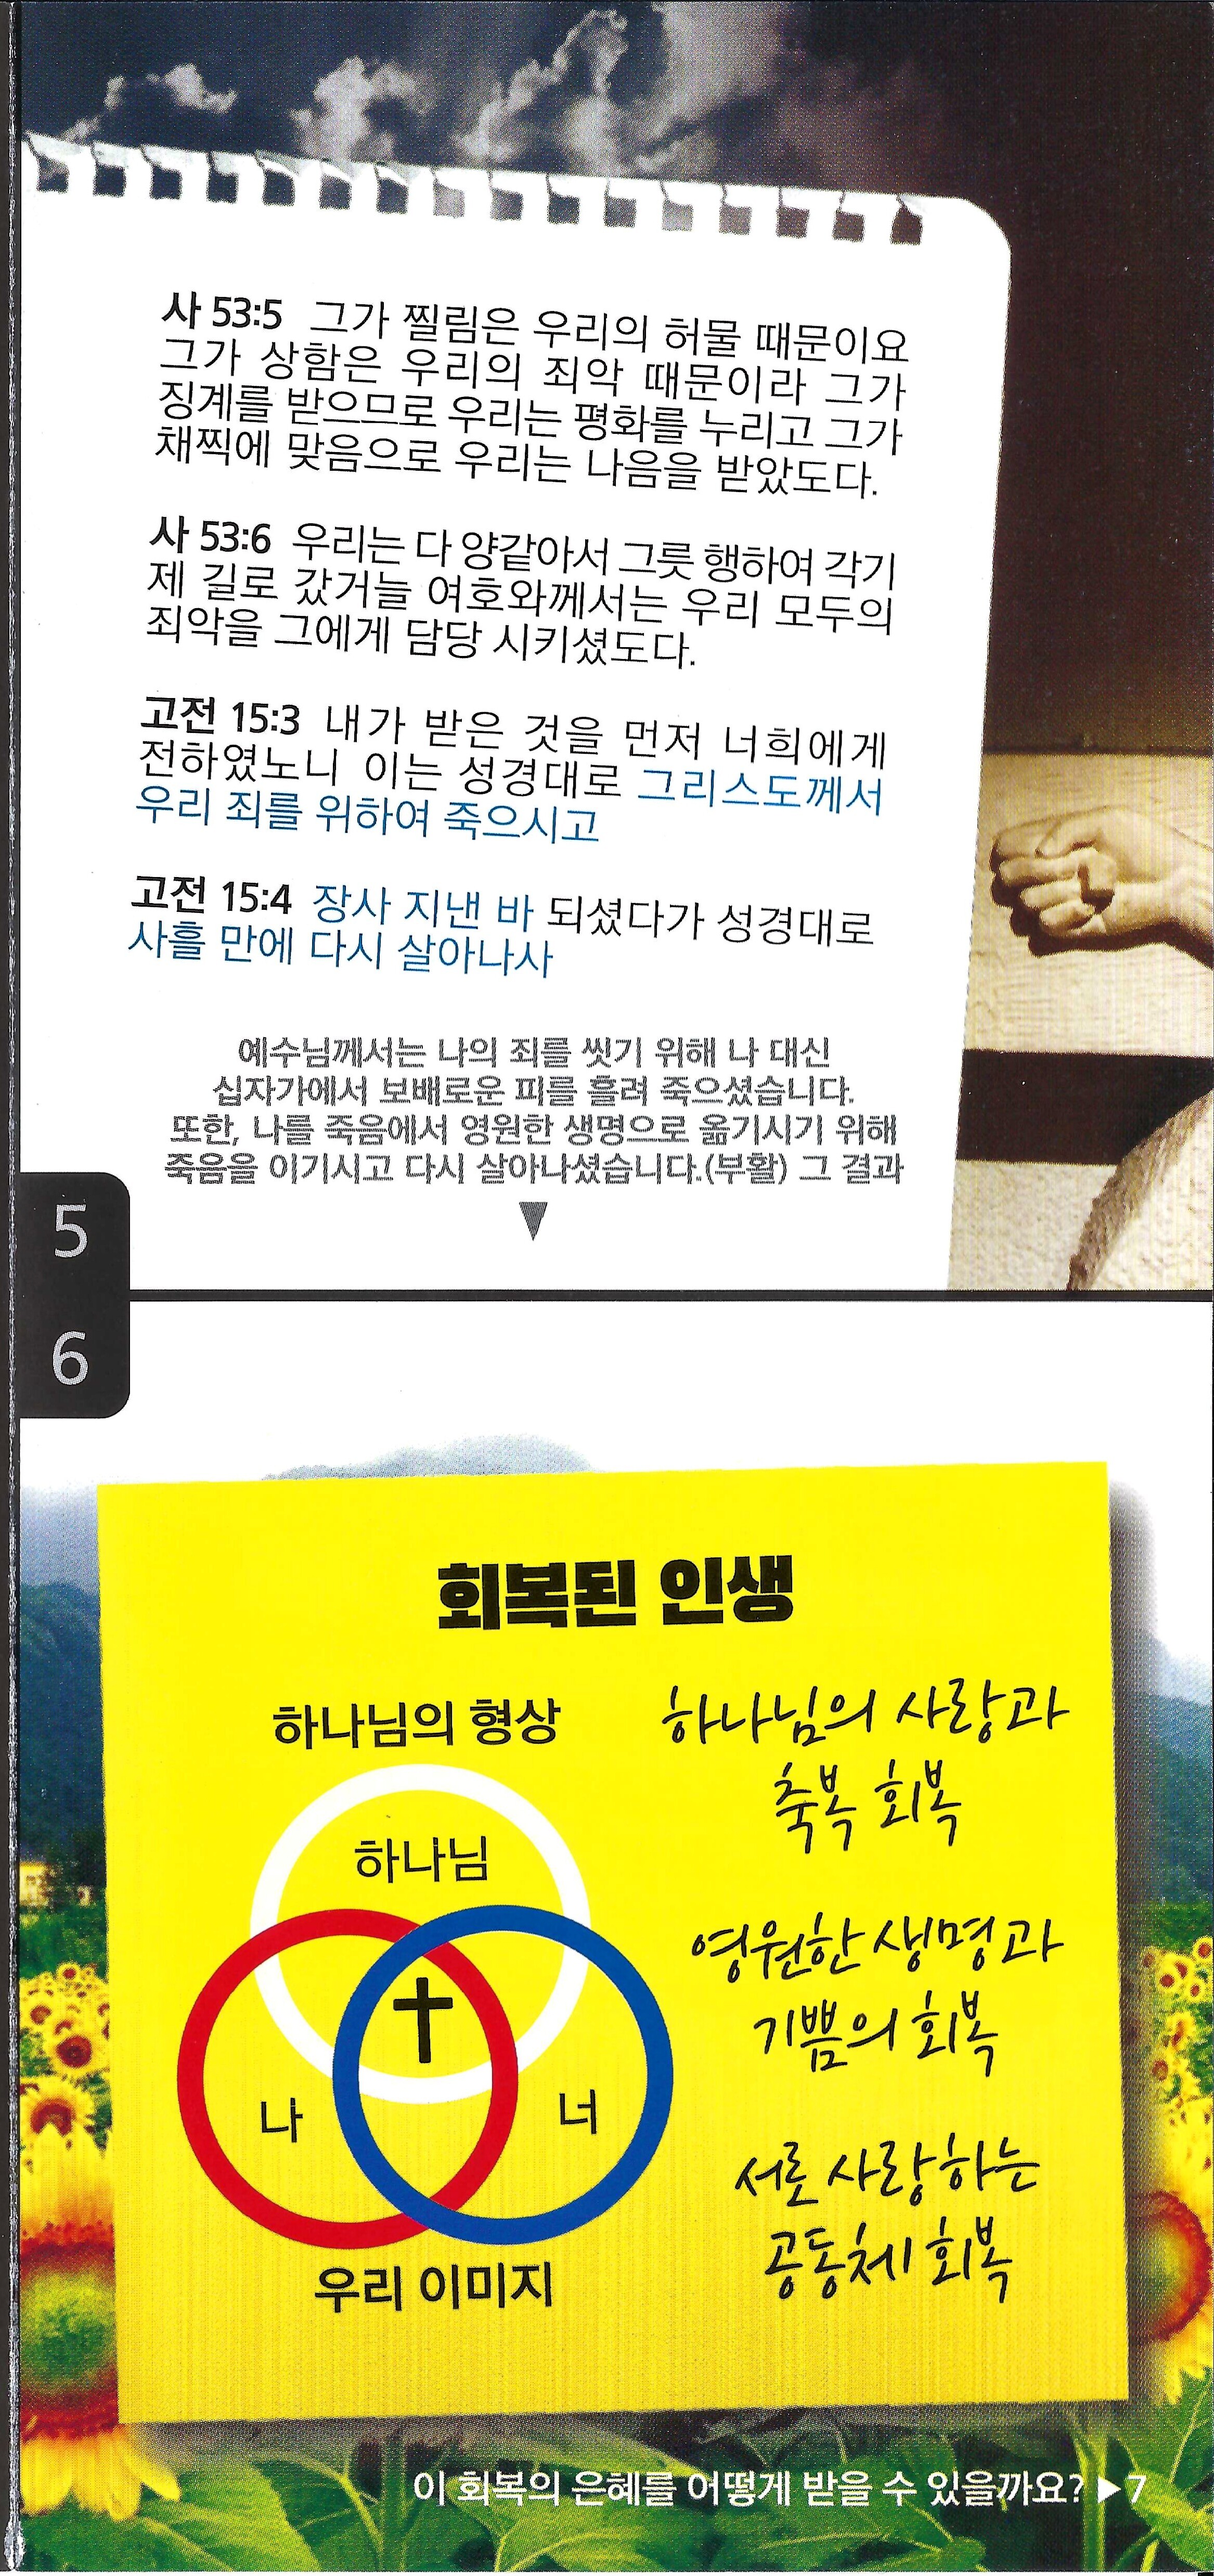 사 53:5 그가 찔림은 우리의 허물 때문이요
그가 상함은 우리의 죄악 때문이라 그가
징계를 받으므로 우리는 평화를 누리고 그가
채찍에 맞음으로 우리는 나음을 받았도다.
사 53:6 우리는 다 양같아서 그릇 행하여 각기
제 길로 갔거늘 여호와께서는 우리 모두의
죄악을 그에게 담당 시키셨도다.
고전 15:3 내가 받은 것을 먼저 너희에게
전하였노니 이는 성경대로 그리스도께서
우리 죄를 위하여 죽으시고
고전 15:4 장사 지낸 바 되셨다가 성경대로
사흘 만에 다시 살아나사
예수님께서는 나의 죄를 씻기 위해 나 대신
십자가에서 보배로운 피를 흘려 죽으셨습니다.
또한, 나를 죽음에서 영원한 생명으로 옮기시기 위해
죽음을 이기시고 다시 살아나셨습니다.(부활) 그 결과
▼
5
6
회복된 인생
하나님의 형상
하나님
나
너
우리 이미지
하나님의 사랑과
축복 회복
영원한 생명과
기쁨의 회복
서로 사랑하는
공동체 회복
이 회복의 은혜를 어떻게 받을 수 있을까요? ▶7